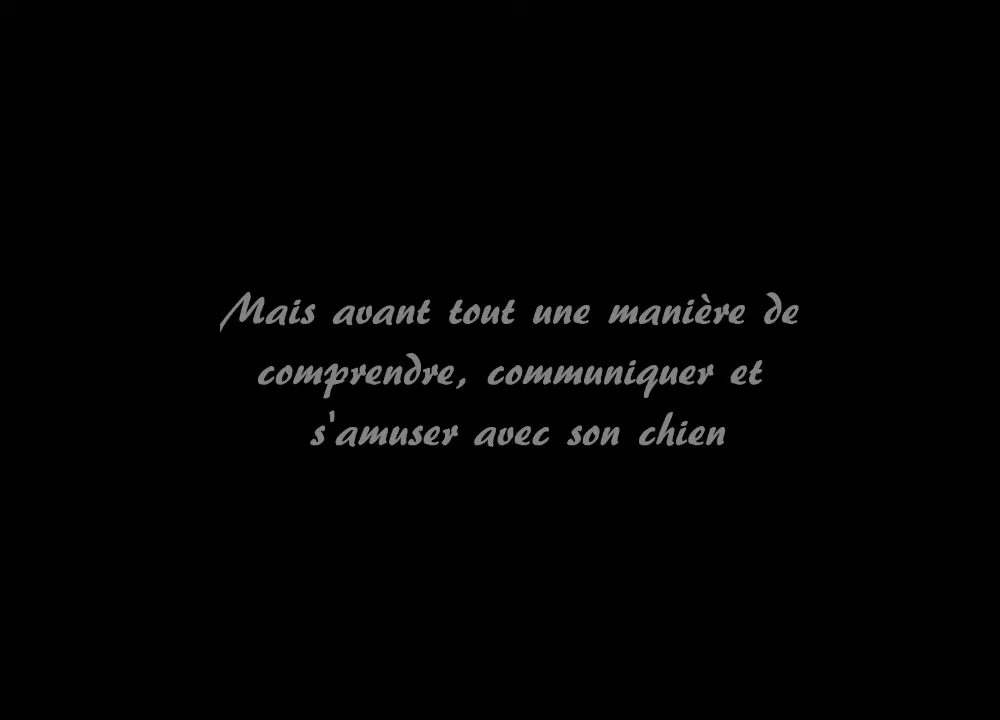 Mais avant tout une manière de
comprendre, communiquer et
s'amuser avec son chien